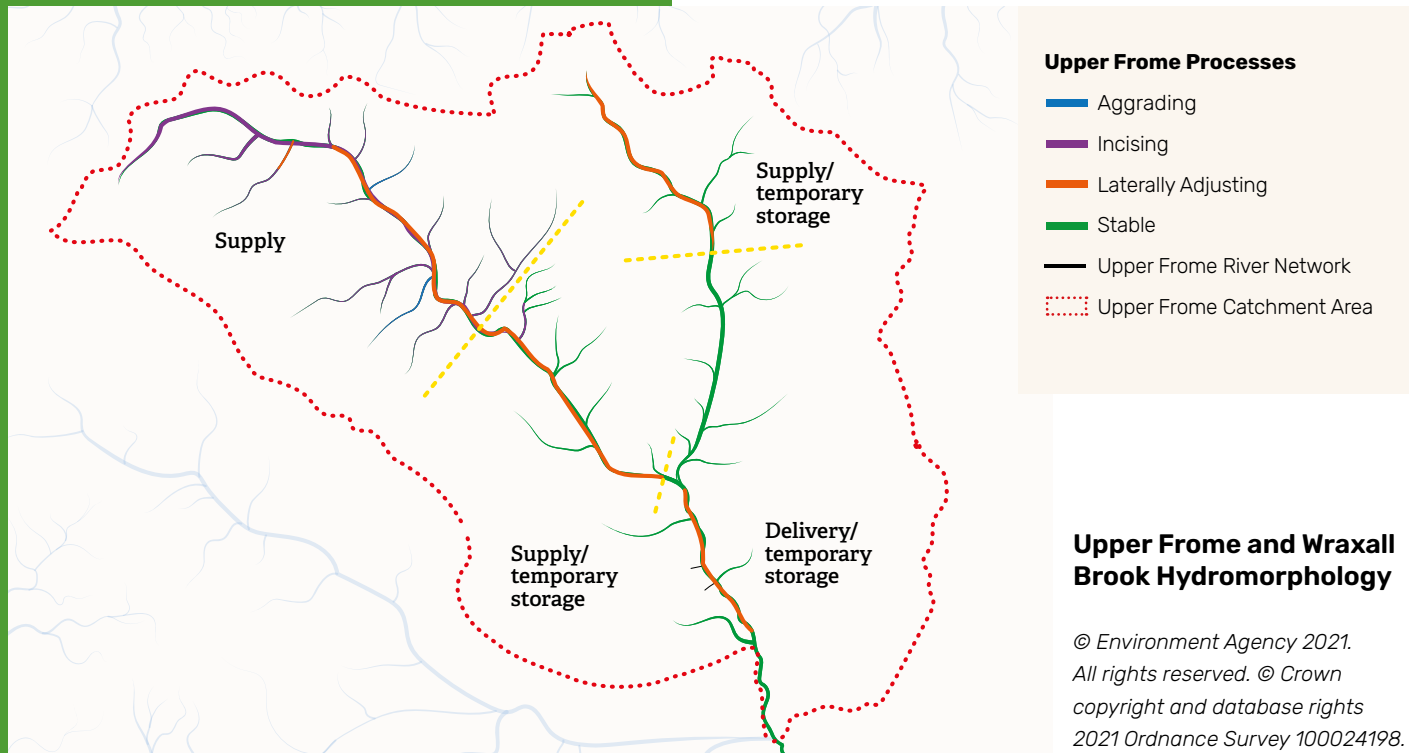 Supply
Supply/
temporary
storage
Supply/
temporary
storage
Delivery/
temporary
storage
Upper Frome Processes
Aggrading
Incising
Laterally Adjusting
Stable
Upper Frome River Network
Upper Frome Catchment Area
Upper Frome and Wraxall
Brook Hydromorphology
© Environment Agency 2021.
All rights reserved. © Crown
copyright and database rights
2021 Ordnance Survey 100024198.